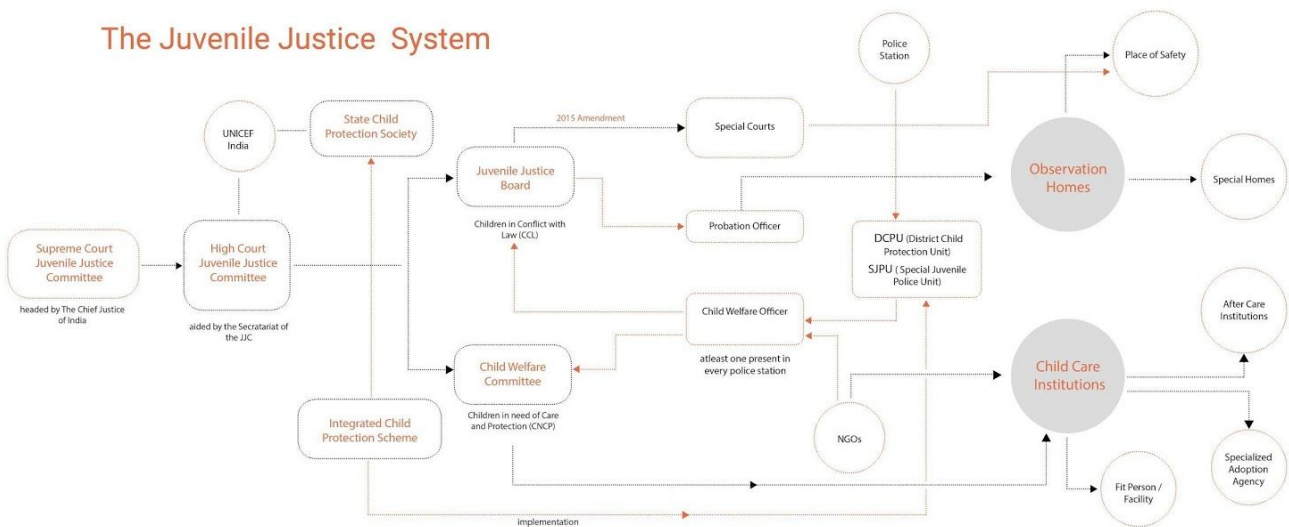 The Juvenile Justice System
Police
Station
Place of Safety
UNICEF
India
State Child
Protection Society
2015 Amendment
Special Courts
Juvenile Justice
Board
Children in Conflict with
Law (CCL)
Probation Officer
Observation
Homes
Special Homes
Supreme Court
Juvenile Justice
Committee
headed by The Chief Justice
of India
High Court
Juvenile Justice
Committee
aided by the Secratariat of
the JJC
DCPU (District Child
Protection Unit)
SJPU ( Special Juvenile
Police Unit)
Child Welfare Officer
atleast one present in
every police station
After Care
Institutions
Child Welfare
Committee
Children in need of Care
and Protection (CNCP)
Child Care
Institutions
Integrated Child
Protection Scheme
NGOs
Specialized
Adoption
Agency
Fit Person /
Facility
implementation